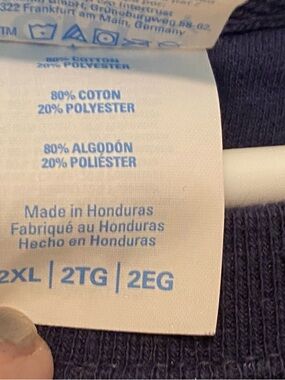 322 Frankfurt am Main, Germany
80% COTTON
20% POLYESTER
80% COTON
20% POLYESTER
80% ALGODÓN
20% POLIÉSTER
Made in Honduras
Fabriqué au Honduras
Hecho en Honduras
2XL | 2TG | 2EG